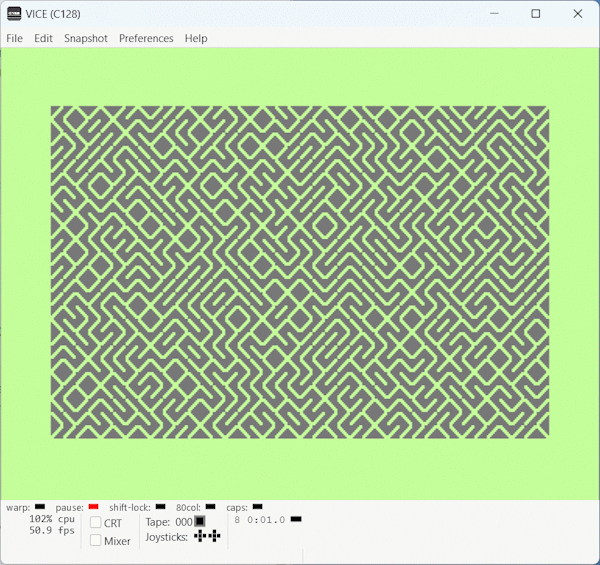 VICE (C128)
File Edit Snapshot Preferences Help
warp: pause: shift-lock: 80col: caps:
102% cpu
50.9 fps
CRT
Mixer
Tape: 000
Joysticks:
8 0:01.0